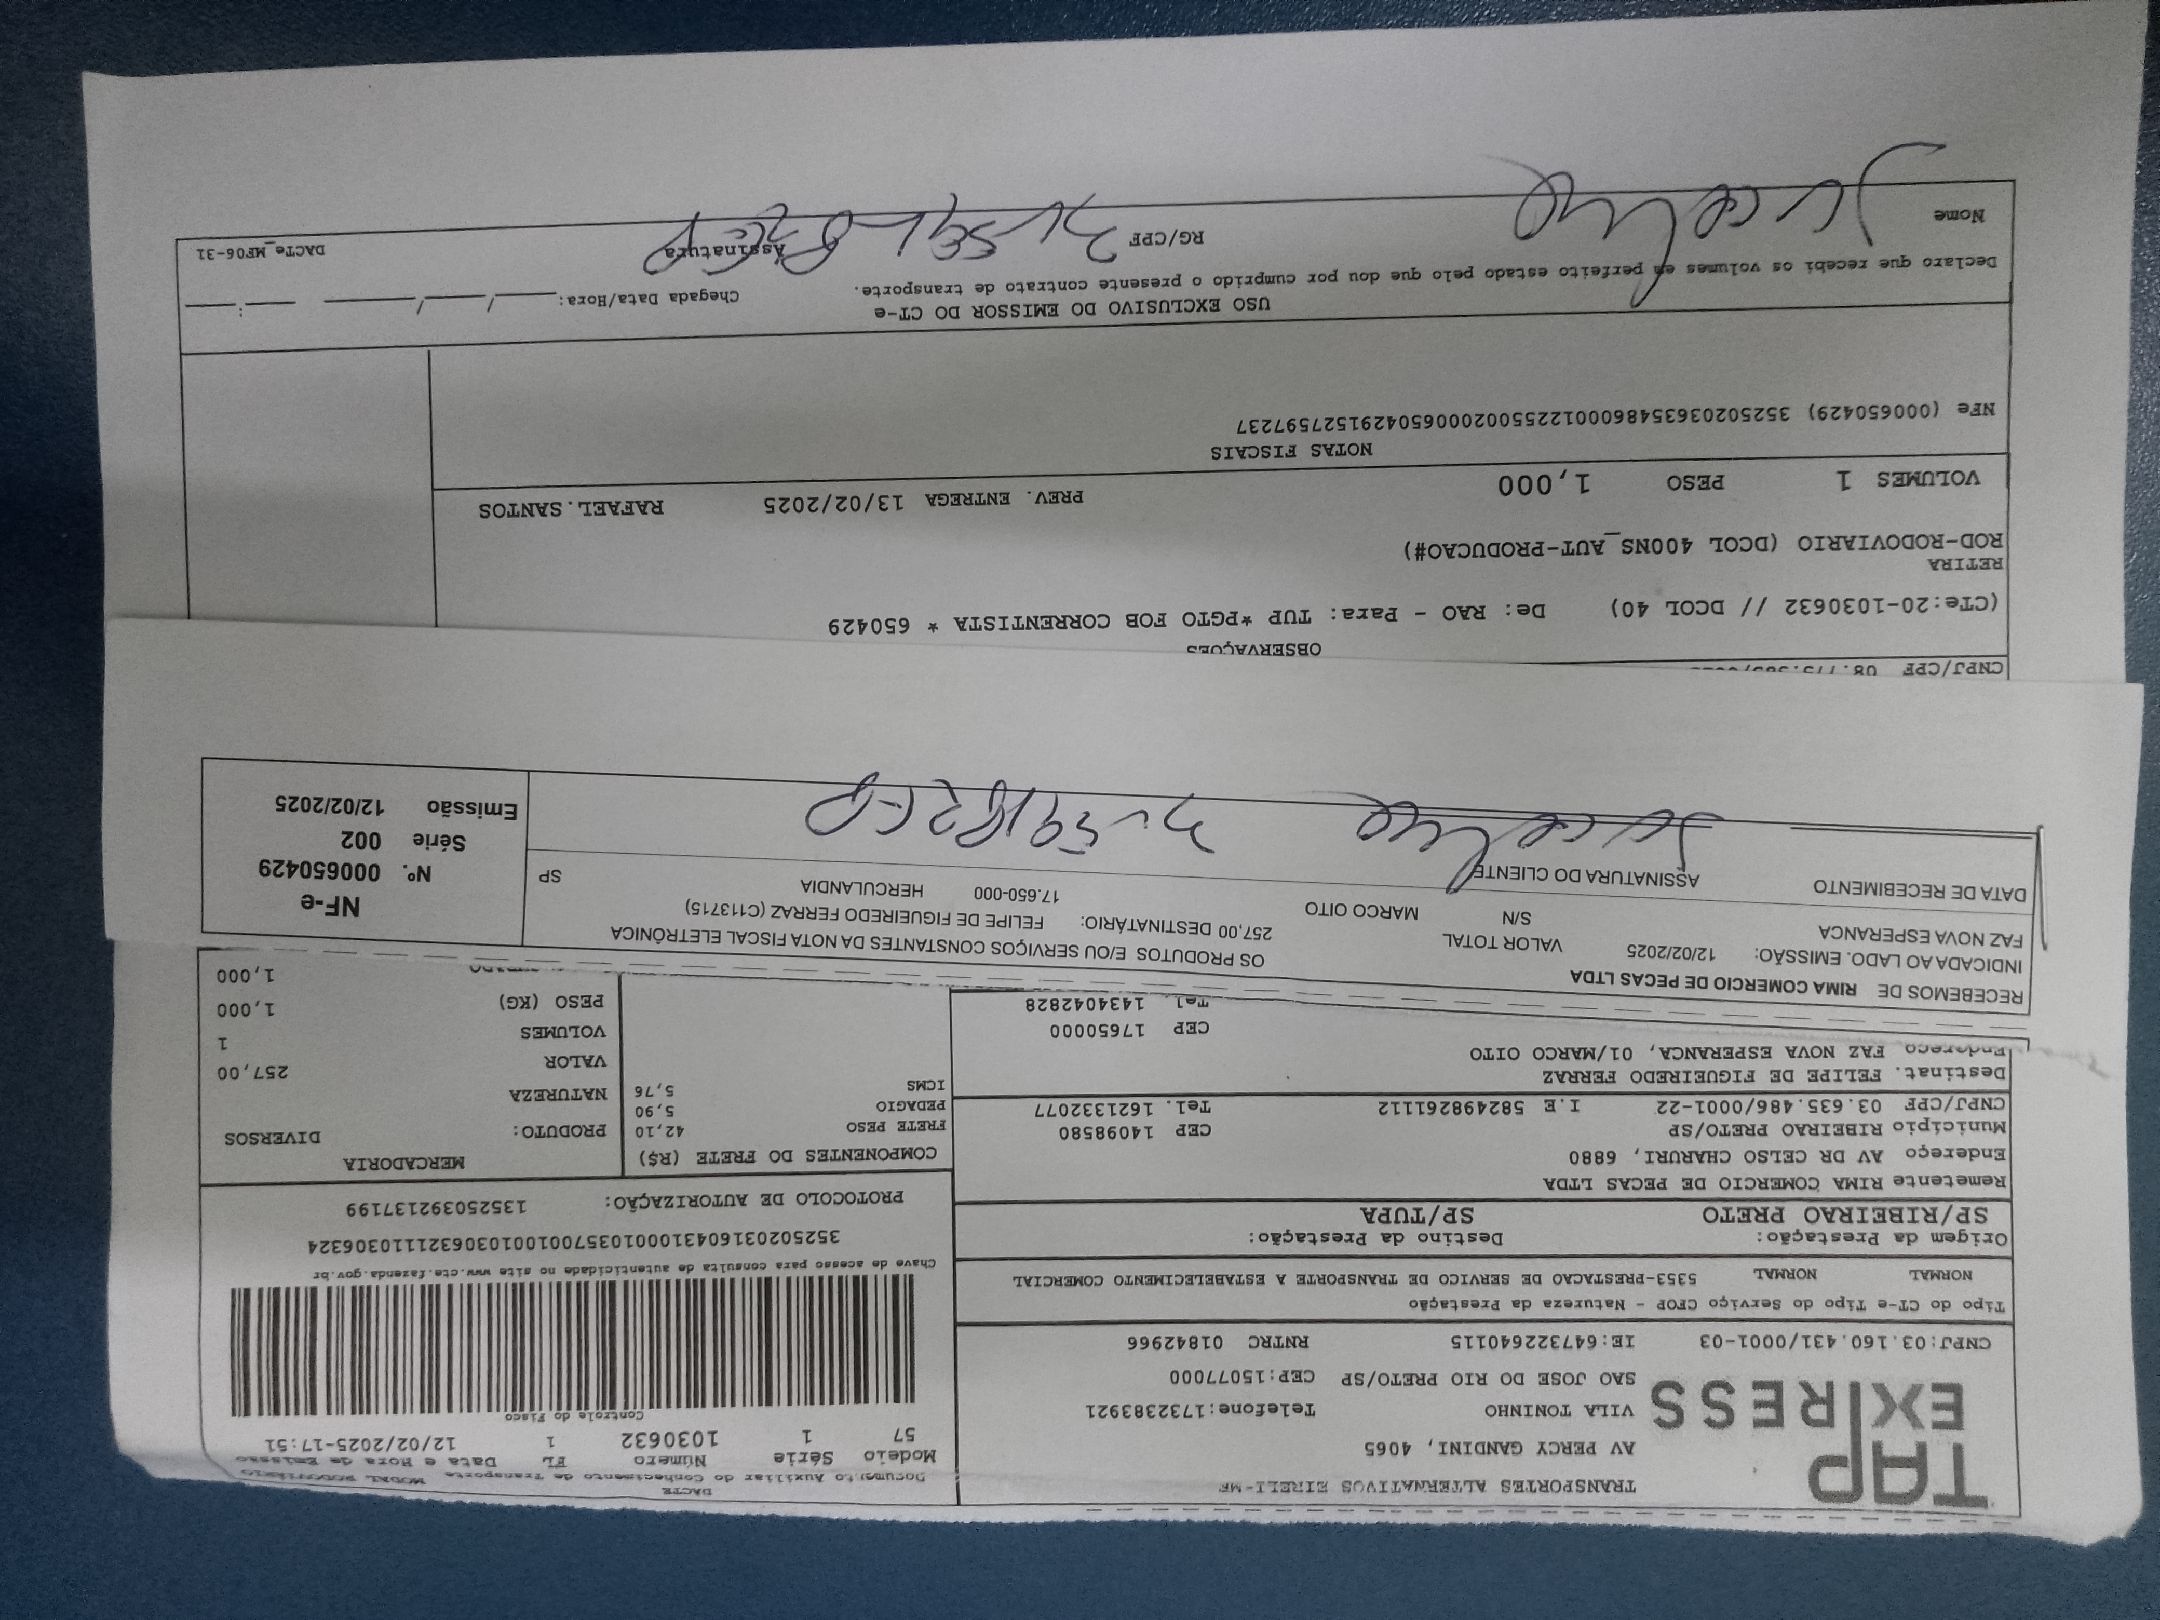 TAP
EXPRESS
TRANSPORTES ALTERNATIVOS EIRELI-ME
AV PERCY GANDINI, 4065
VILA TONINHO Telefone:1732383921
SAO JOSE DO RIO PRETO/SP CEP:15077000
CNPJ:03.160.431/0001-03 IE:647322640115 RNTRC 01842966
Tipo do CT-e Tipo do Serviço CFOP - Natureza da Prestação
NORMAL NORMAL 5353-PRESTACAO DE SERVICO DE TRANSPORTE A ESTABELECIMENTO COMERCIAL
Origem da Prestação: Destino da Prestação:
SP/RIBEIRAO PRETO SP/TUPA
Remetente RIMA COMERCIO DE PECAS LTDA
Endereço AV DR CELSO CHARURI, 6880
Município RIBEIRAO PRETO/SP CEP 14098580
CNPJ/CPF 03.635.486/0001-22 I.E 582498261112 Tel. 1621332077
Destinat. FELIPE DE FIGUEIREDO FERRAZ
Endereço FAZ NOVA ESPERANCA, 01/MARCO OITO
CEP 17650000
Tel. 1434042828
DACTE
Documento Auxiliar do Conhecimento de Transporte MODAL RODOVIÁRIO
Modelo Série Número FL Data e Hora de Emissão
57 1 1030632 1 12/02/2025-17:51
Controle do Fisco
Chave de acesso para consulta de autenticidade no site www.cte.fazenda.gov.br
352502031604310001035700100103063211110306324
PROTOCOLO DE AUTORIZAÇÃO: 135250392137199
COMPONENTES DO FRETE (R$)
FRETE PESO 42,10
PEDAGIO 5,90
ICMS 5,76
MERCADORIA
PRODUTO: DIVERSOS
NATUREZA
VALOR 257,00
VOLUMES 1
PESO (KG) 1,000
1,000
RECEBEMOS DE RIMA COMERCIO DE PECAS LTDA OS PRODUTOS E/OU SERVIÇOS CONSTANTES DA NOTA FISCAL ELETRÔNICA
INDICADA AO LADO. EMISSÃO: 12/02/2025 VALOR TOTAL 257,00 DESTINATÁRIO: FELIPE DE FIGUEIREDO FERRAZ (C113715)
FAZ NOVA ESPERANCA S/N MARCO OITO 17.650-000 HERCULANDIA SP
DATA DE RECEBIMENTO ASSINATURA DO CLIENTE
NF-e
Nº. 000650429
Série 002
Emissão 12/02/2025
CNPJ/CPF
OBSERVAÇÕES
(CTe:20-1030632 // DCOL 40) De: RAO - Para: TUP *PGTO FOB CORRENTISTA * 650429
RETIRA
ROD-RODOVIARIO (DCOL 400NS_AUT-PRODUCAO#)
VOLUMES 1 PESO 1,000 PREV. ENTREGA 13/02/2025 RAFAEL.SANTOS
NOTAS FISCAIS
NFe (000650429) 35250203635486000122550020006504291527597237
USO EXCLUSIVO DO EMISSOR DO CT-e
Declaro que recebi os volumes em perfeito estado pelo que dou por cumprido o presente contrato de transporte. Chegada Data/Hora: ____/____/____ ___:___
Nome RG/CPF Assinatura DACTe_MF06-31